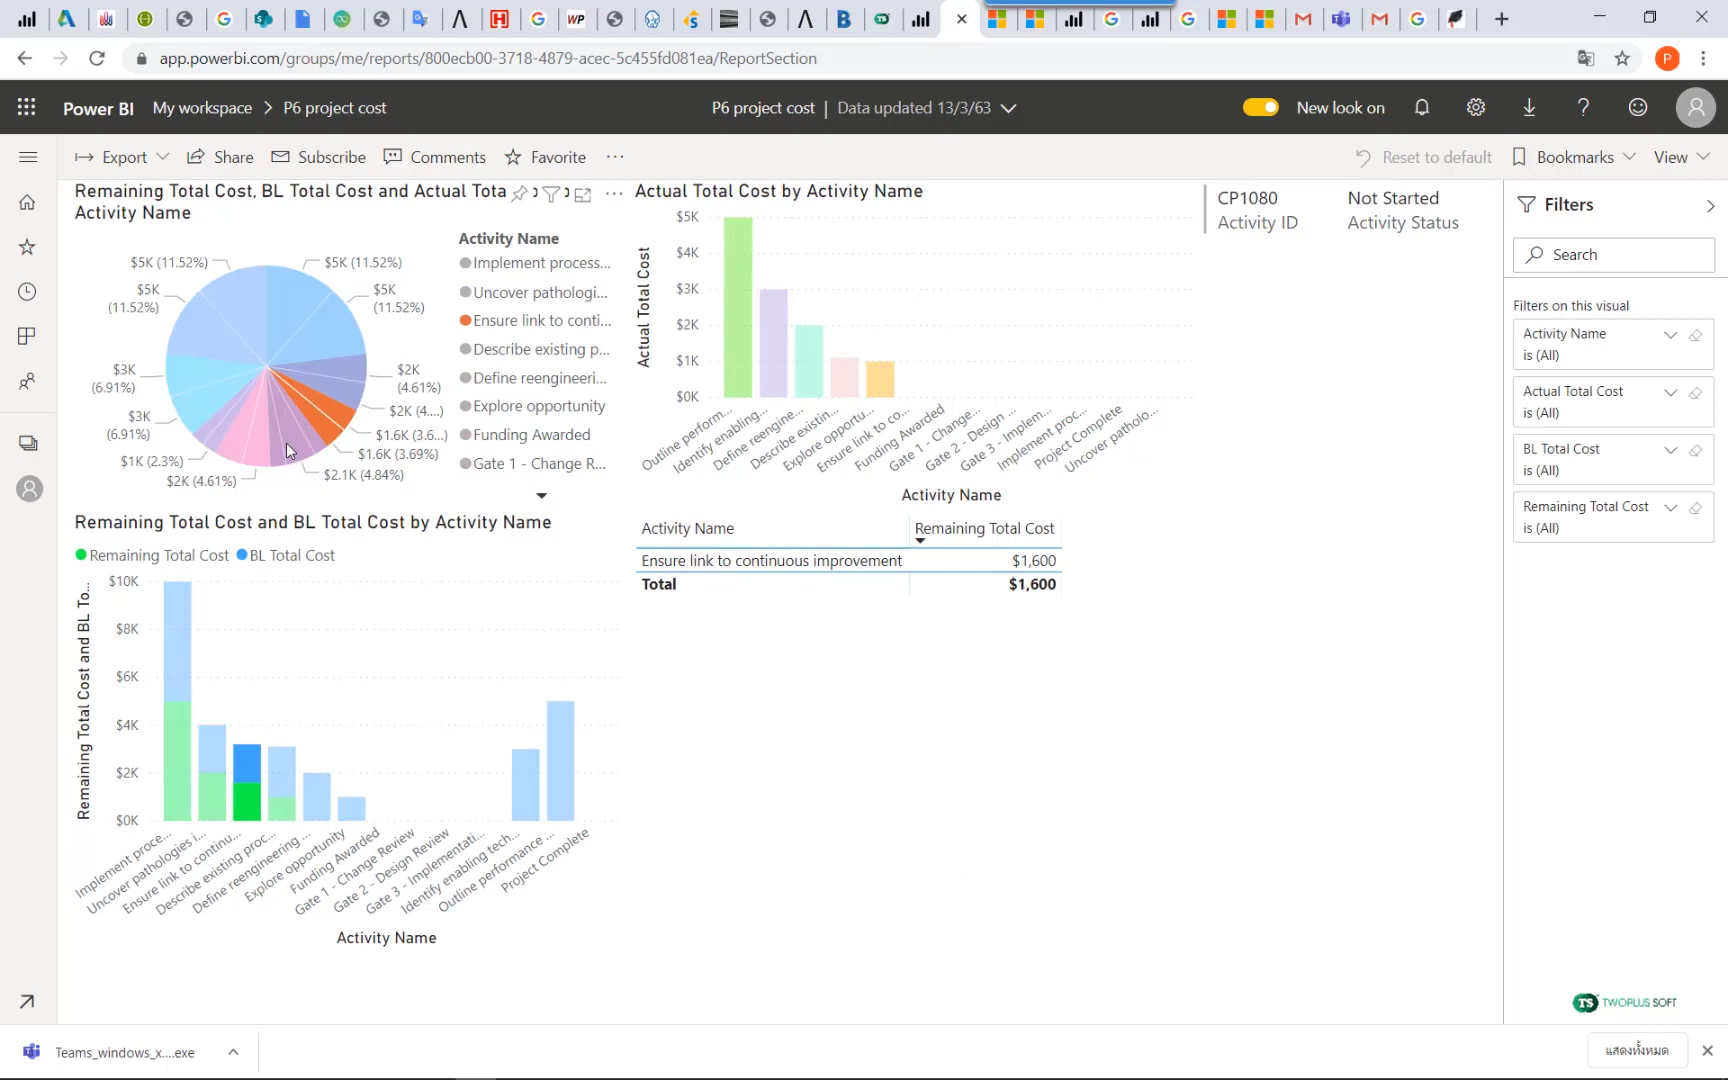 app.powerbi.com/groups/me/reports/800ecb00-3718-4879-acec-5c455fd081ea/ReportSection
P
Power BI My workspace > P6 project cost
P6 project cost | Data updated 13/3/63
New look on
Export Share Subscribe Comments Favorite ...
Reset to default Bookmarks View
Remaining Total Cost, BL Total Cost and Actual Tota
Activity Name
$5K (11.52%)
$5K (11.52%)
$5K
(11.52%)
$5K
(11.52%)
$3K
(6.91%)
$2K
(4.61%)
$2K (4....)
$3K
(6.91%)
$1.6K (3.6...)
$1.6K (3.69%)
$1K (2.3%)
$2.1K (4.84%)
$2K (4.61%)
Activity Name
Implement process...
Uncover pathologi...
Ensure link to conti...
Describe existing p...
Define reengineeri...
Explore opportunity
Funding Awarded
Gate 1 - Change R...
Actual Total Cost by Activity Name
Actual Total Cost
$5K
$4K
$3K
$2K
$1K
$0K
Outline perform...
Identify enabling...
Define reengine...
Describe existin...
Explore opportu...
Ensure link to co...
Funding Awarded
Gate 1 - Change...
Gate 2 - Design ...
Gate 3 - Implem...
Implement proc...
Project Complete
Uncover patholo...
Activity Name
CP1080
Activity ID
Not Started
Activity Status
Filters
Search
Filters on this visual
Activity Name
is (All)
Actual Total Cost
is (All)
BL Total Cost
is (All)
Remaining Total Cost
is (All)
Remaining Total Cost and BL Total Cost by Activity Name
Remaining Total Cost BL Total Cost
Remaining Total Cost and BL To...
$10K
$8K
$6K
$4K
$2K
$0K
Implement proce...
Uncover pathologies i...
Ensure link to continu...
Describe existing proc...
Define reengineering ...
Explore opportunity
Funding Awarded
Gate 1 - Change Review
Gate 2 - Design Review
Gate 3 - Implementati...
Identify enabling tech...
Outline performance ...
Project Complete
Activity Name
Activity Name Remaining Total Cost
Ensure link to continuous improvement $1,600
Total $1,600
TS TWOPLUS SOFT
Teams_windows_x....exe
แสดงทั้งหมด